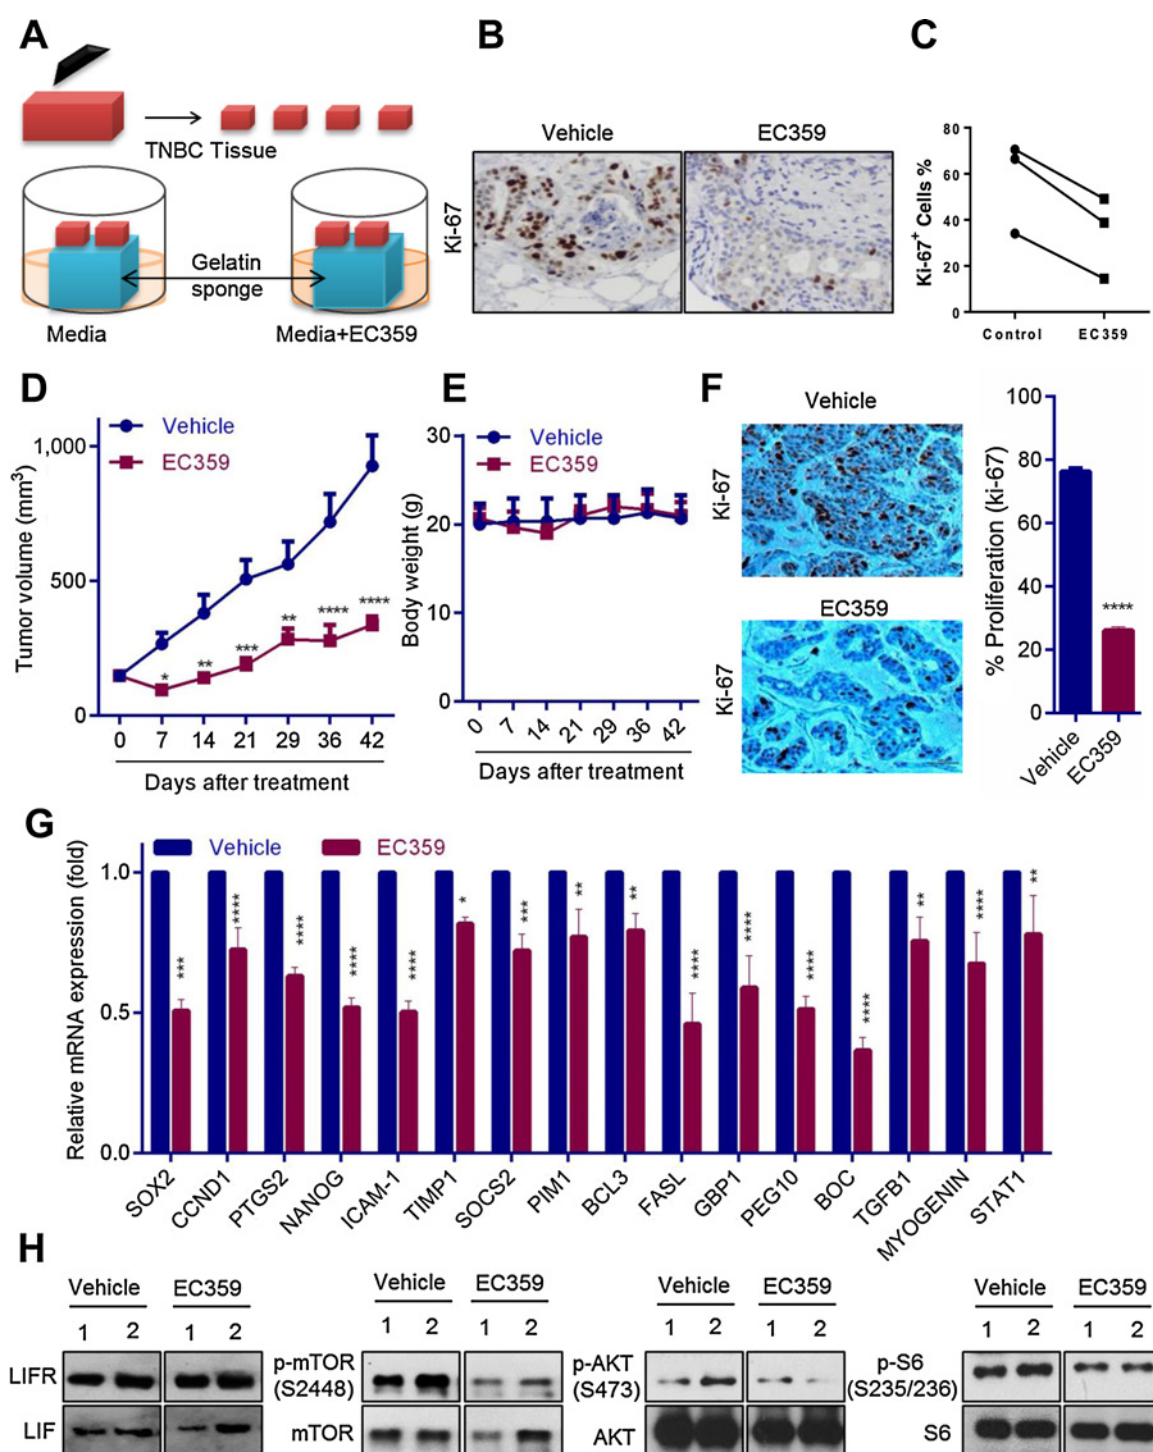 A
TNBC Tissue
Gelatin
sponge
Media
Media+EC359
B
Vehicle
EC359
Ki-67
C
Ki-67+ Cells %
80
60
40
20
0
Control
EC359
D
Vehicle
EC359
Tumor volume (mm3)
1,000
500
0
*
**
***
**
****
****
0 7 14 21 29 36 42
Days after treatment
E
Vehicle
EC359
Body weight (g)
30
20
10
0
0 7 14 21 29 36 42
Days after treatment
F
Vehicle
Ki-67
EC359
Ki-67
% Proliferation (ki-67)
100
80
60
40
20
0
****
Vehicle
EC359
G
Vehicle
EC359
Relative mRNA expression (fold)
1.0
0.5
0.0
*** **** **** **** **** * *** ** ** **** **** **** **** ** **** **
SOX2 CCND1 PTGS2 NANOG ICAM-1 TIMP1 SOCS2 PIM1 BCL3 FASL GBP1 PEG10 BOC TGFB1 MYOGENIN STAT1
H
Vehicle EC359
1 2 1 2
LIFR
LIF
Vehicle EC359
1 2 1 2
p-mTOR
(S2448)
mTOR
Vehicle EC359
1 2 1 2
p-AKT
(S473)
AKT
Vehicle EC359
1 2 1 2
p-S6
(S235/236)
S6